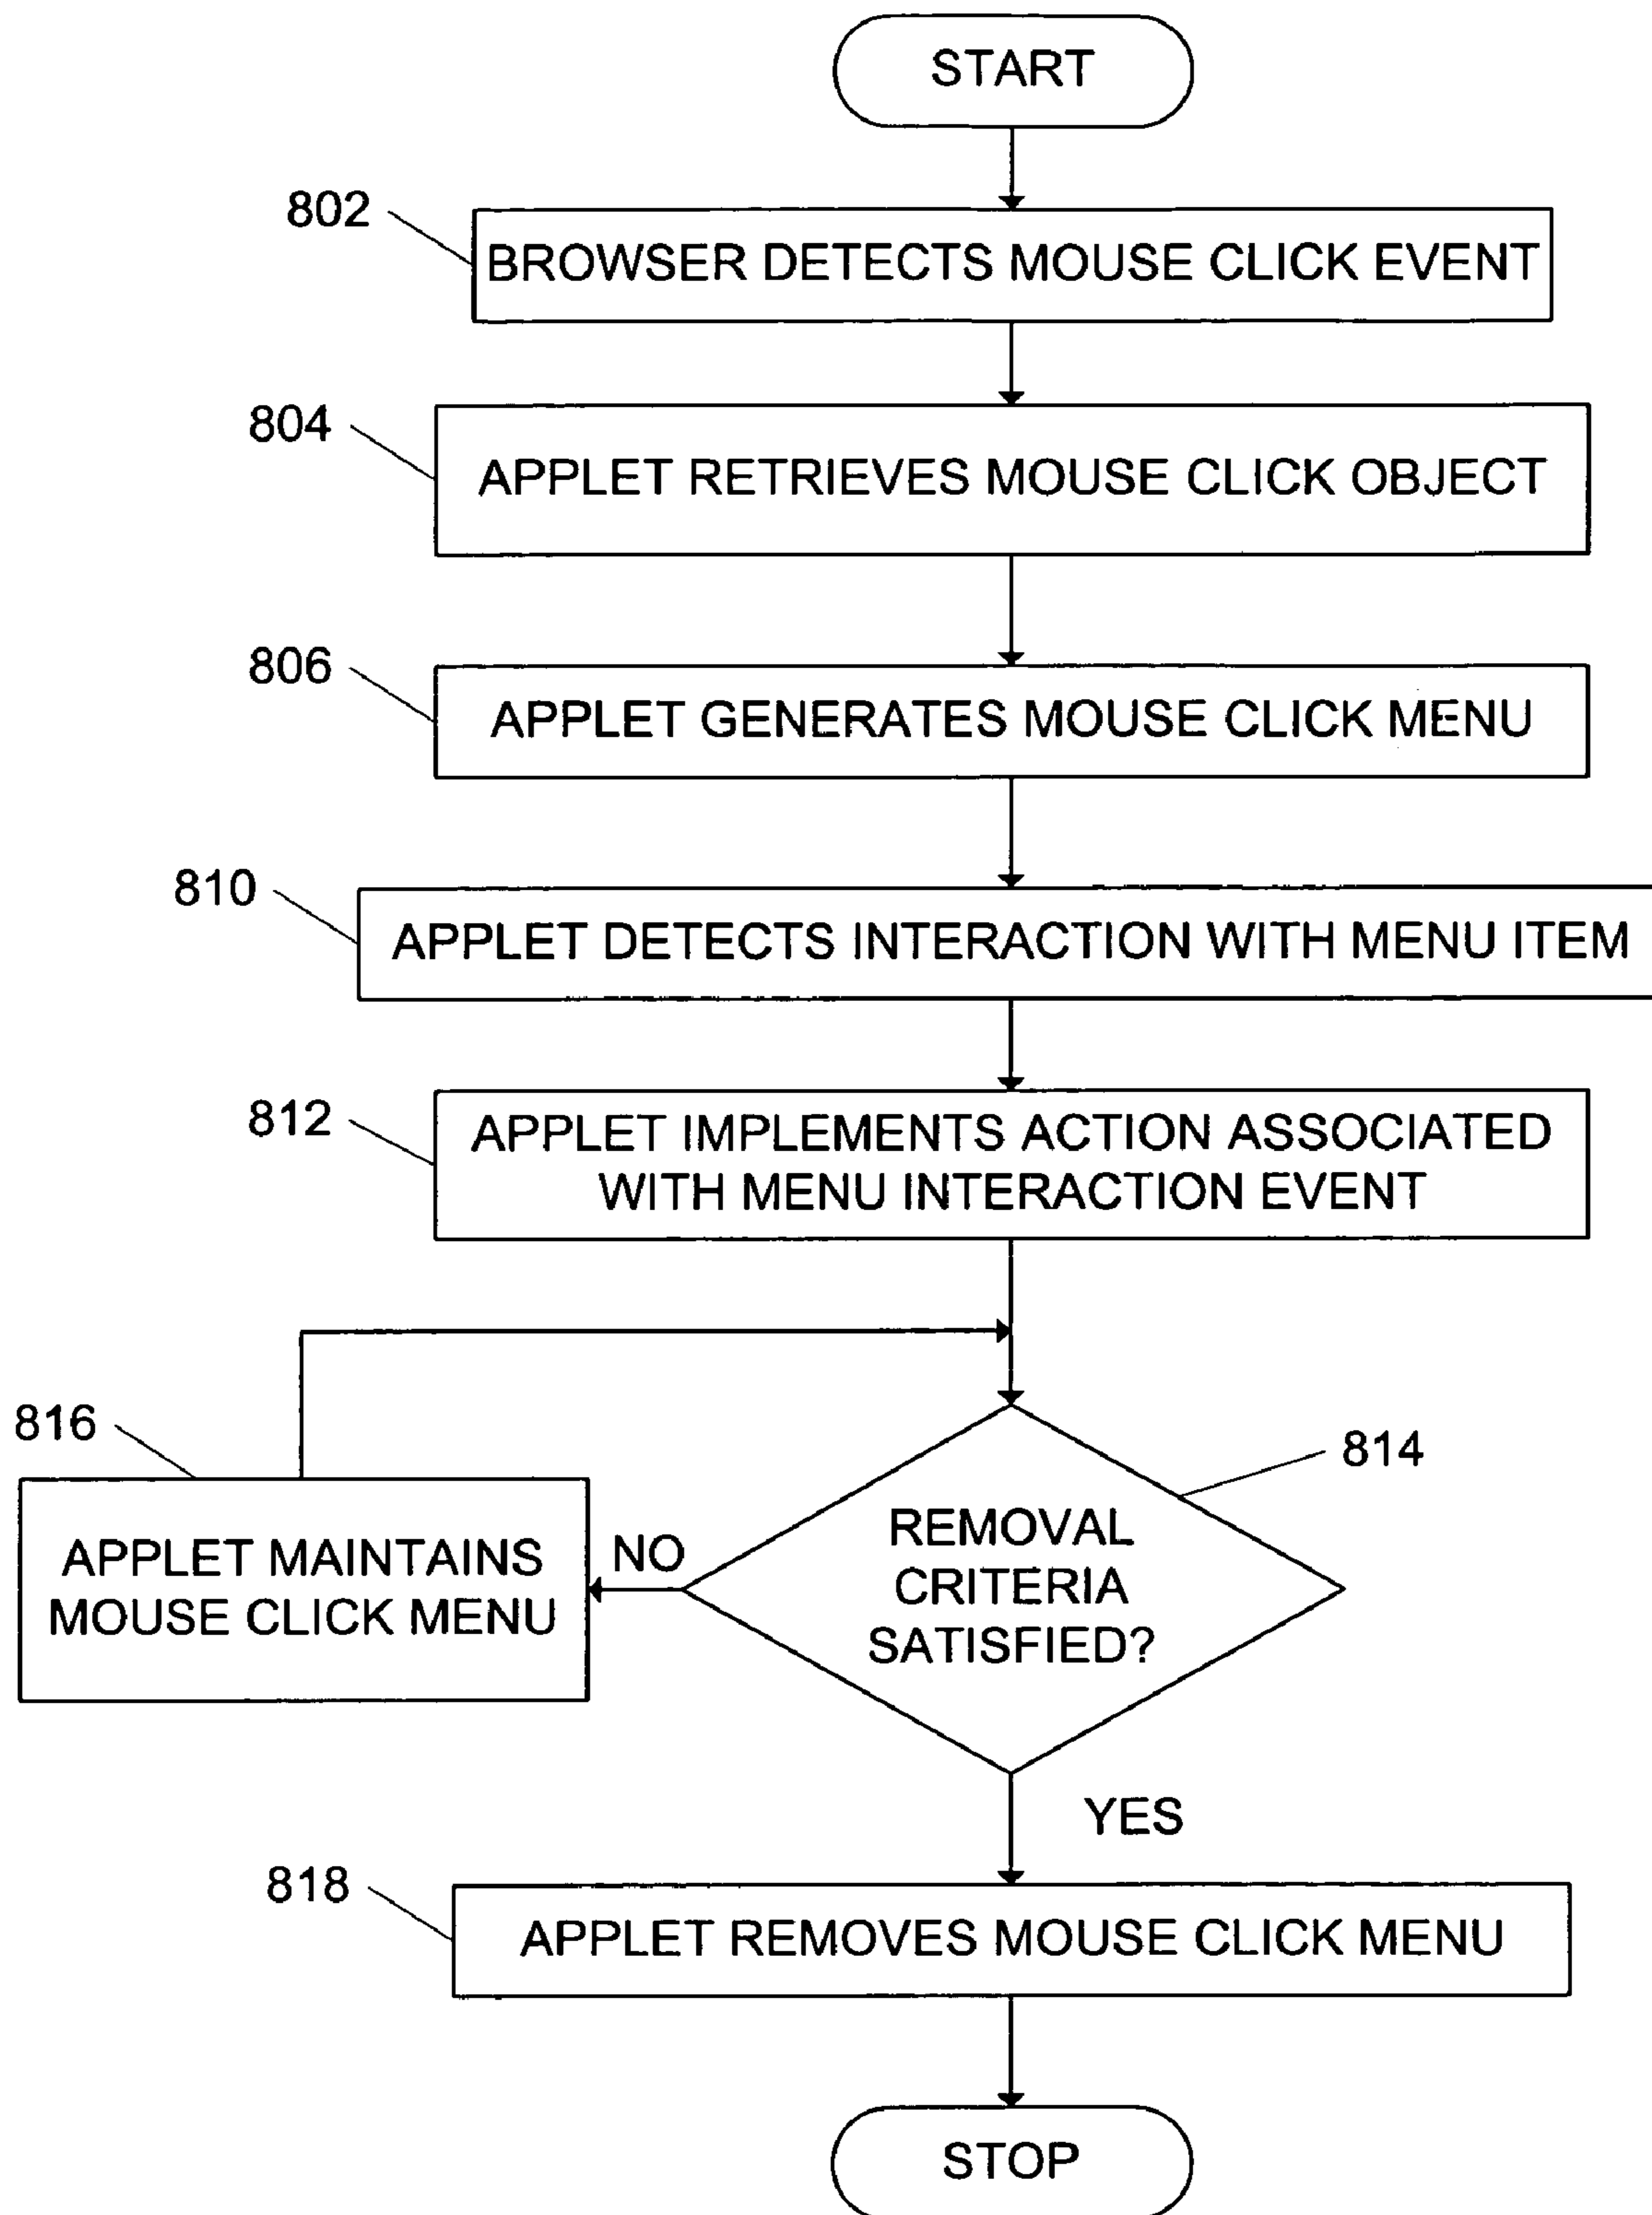 START
802
BROWSER DETECTS MOUSE CLICK EVENT
804
APPLET RETRIEVES MOUSE CLICK OBJECT
806
APPLET GENERATES MOUSE CLICK MENU
810
APPLET DETECTS INTERACTION WITH MENU ITEM
812
APPLET IMPLEMENTS ACTION ASSOCIATED
WITH MENU INTERACTION EVENT
816
814
APPLET MAINTAINS
MOUSE CLICK MENU
NO
REMOVAL
CRITERIA
SATISFIED?
YES
818
APPLET REMOVES MOUSE CLICK MENU
STOP